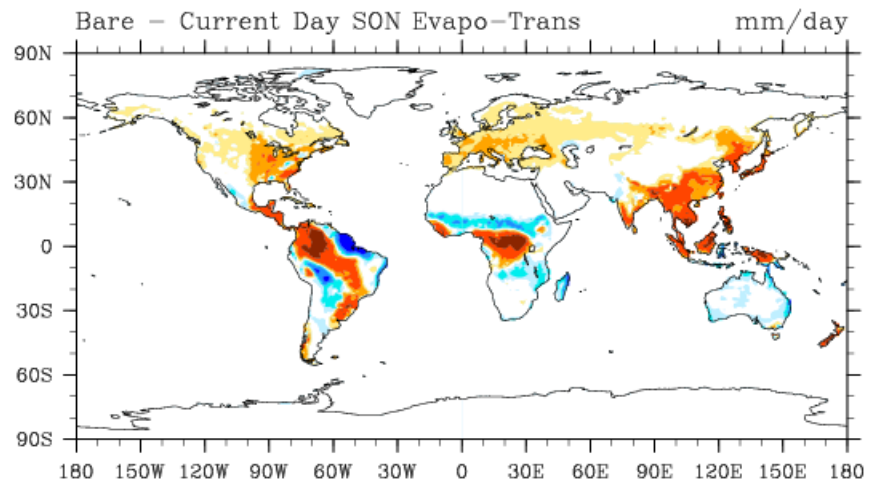 Bare − Current Day SON Evapo−Trans mm/day
90N
60N
30N
0
30S
60S
90S
180 150W 120W 90W 60W 30W 0 30E 60E 90E 120E 150E 180